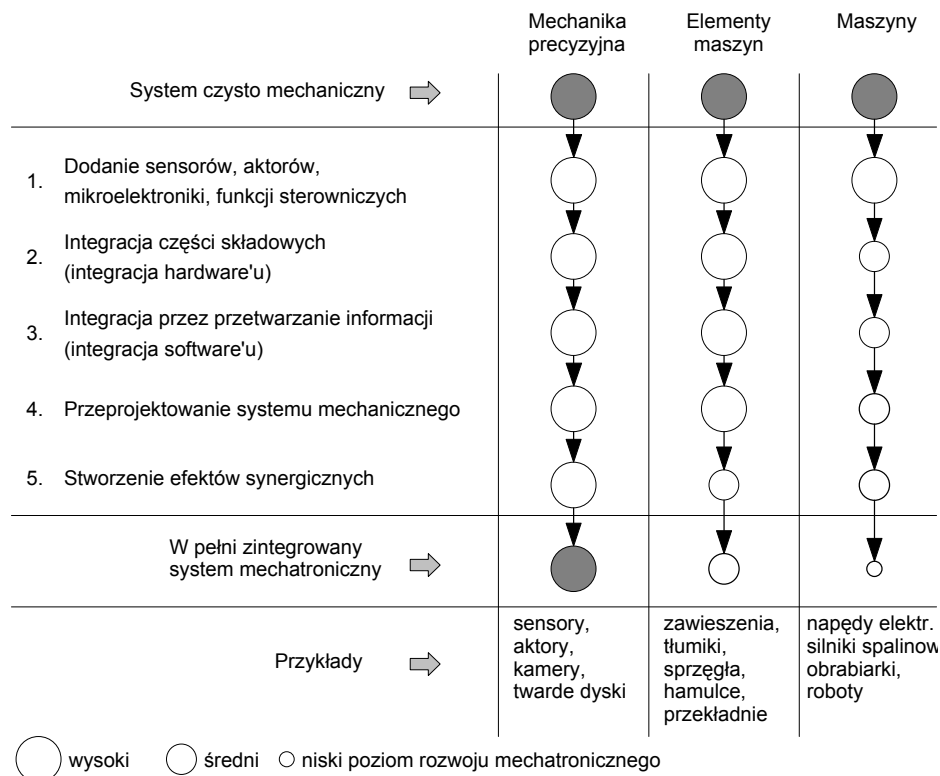 Mechanika precyzyjna
Elementy maszyn
Maszyny
System czysto mechaniczny
1. Dodanie sensorów, aktorów,
mikroelektroniki, funkcji sterowniczych
2. Integracja części składowych
(integracja hardware'u)
3. Integracja przez przetwarzanie informacji
(integracja software'u)
4. Przeprojektowanie systemu mechanicznego
5. Stworzenie efektów synergicznych
W pełni zintegrowany
system mechatroniczny
Przykłady
sensory,
aktory,
kamery,
twarde dyski
zawieszenia,
tłumiki,
sprzęgła,
hamulce,
przekładnie
napędy elektr.
silniki spalinow
obrabiarki,
roboty
wysoki średni niski poziom rozwoju mechatronicznego